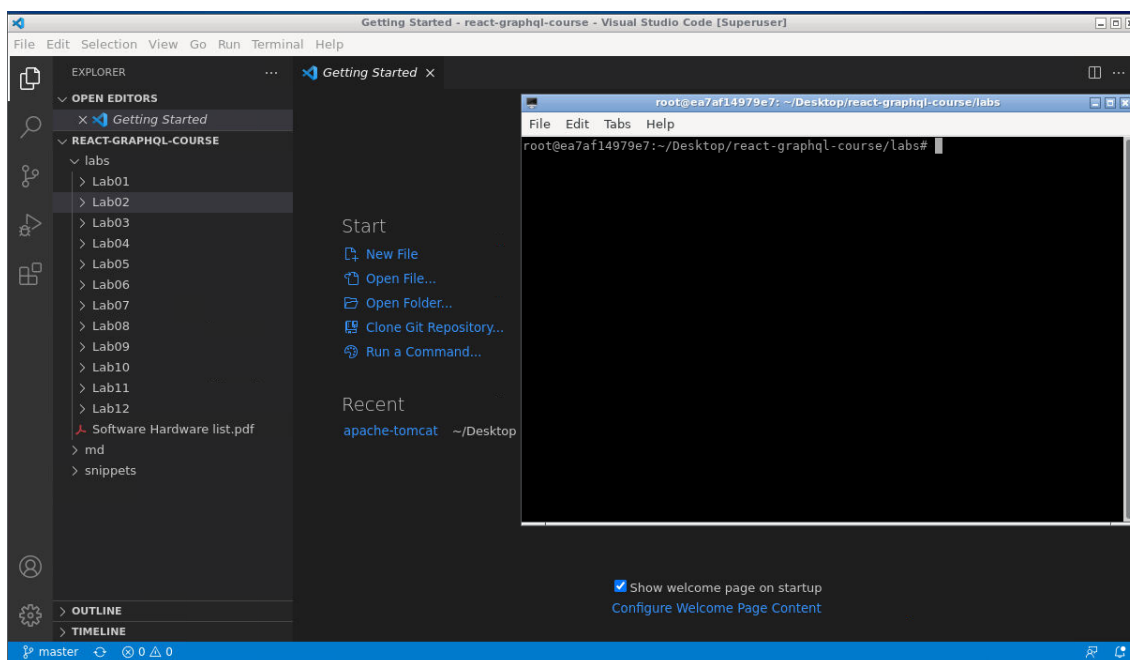 Getting Started - react-graphql-course - Visual Studio Code [Superuser]
File Edit Selection View Go Run Terminal Help
EXPLORER
Getting Started
OPEN EDITORS
Getting Started
REACT-GRAPHQL-COURSE
labs
Lab01
Lab02
Lab03
Lab04
Lab05
Lab06
Lab07
Lab08
Lab09
Lab10
Lab11
Lab12
Software Hardware list.pdf
md
snippets
OUTLINE
TIMELINE
Start
New File
Open File...
Open Folder...
Clone Git Repository...
Run a Command...
Recent
apache-tomcat ~/Desktop
root@ea7af14979e7: ~/Desktop/react-graphql-course/labs
File Edit Tabs Help
root@ea7af14979e7:~/Desktop/react-graphql-course/labs#
Show welcome page on startup
Configure Welcome Page Content
master 0 0